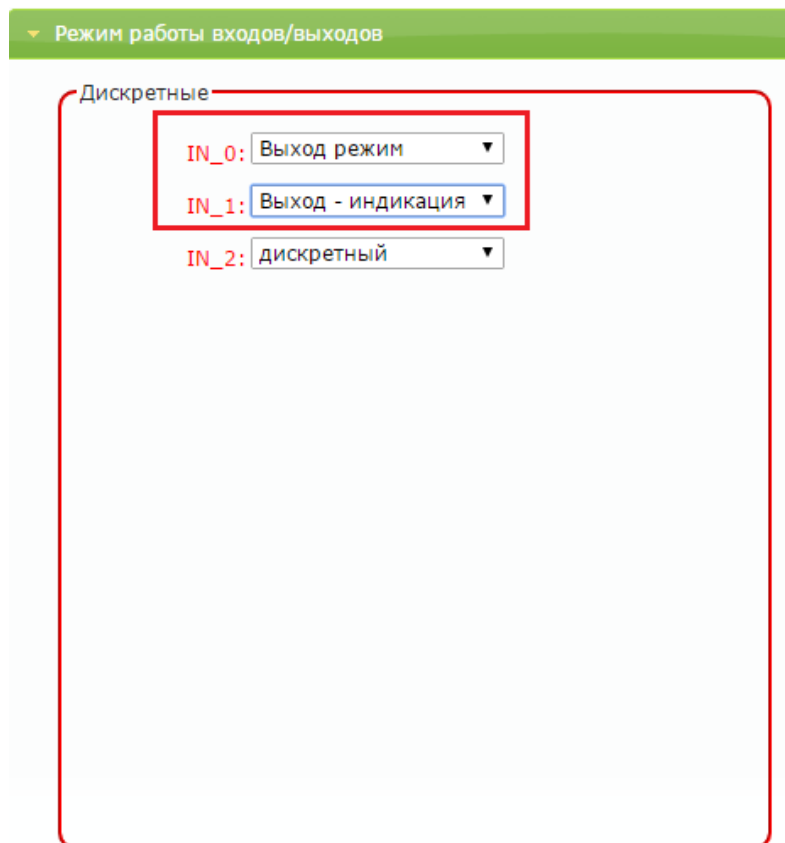 Режим работы входов/выходов
Дискретные
IN_0: Выход режим
IN_1: Выход - индикация
IN_2: дискретный